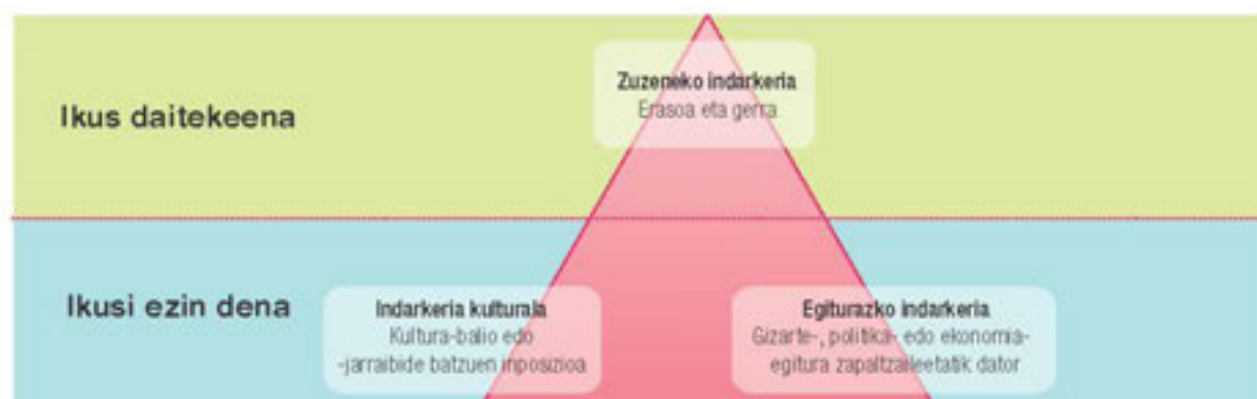 Zuzeneko indarkeria
Erasoa eta gerra
Ikus daitekeena
Ikusi ezin dena
Indarkeria kulturala
Kultura-balio edo
-jarraibide batzuen inposizioa
Egiturazko indarkeria
Gizarte-, politika- edo ekonomia-
egitura zapaltzaileetatik dator